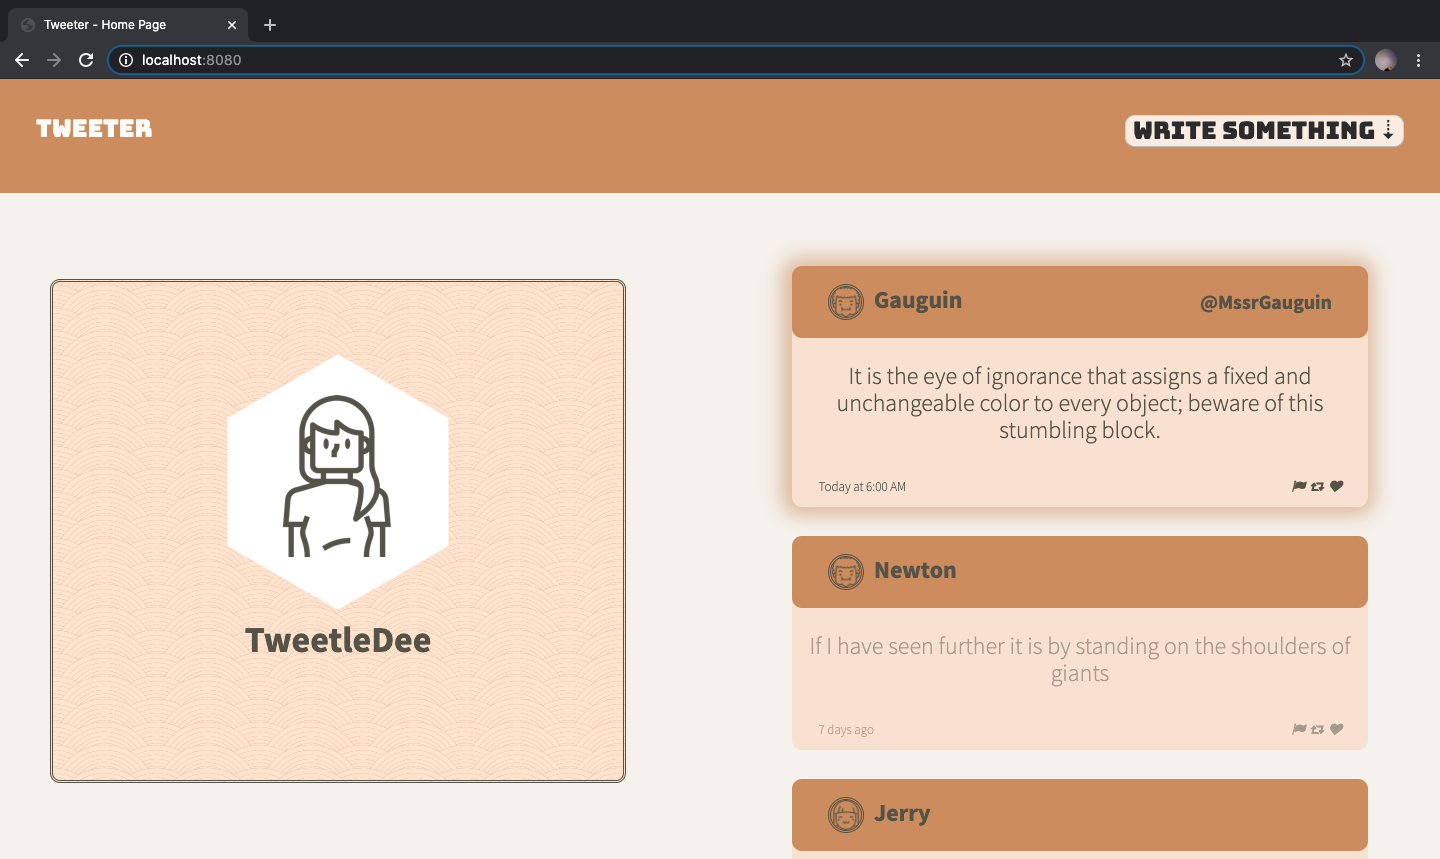 Tweeter - Home Page
localhost:8080
TWEETER
WRITE SOMETHING
TweetleDee
Gauguin
@MssrGauguin
It is the eye of ignorance that assigns a fixed and
unchangeable color to every object; beware of this
stumbling block.
Today at 6:00 AM
Newton
If I have seen further it is by standing on the shoulders of
giants
7 days ago
Jerry